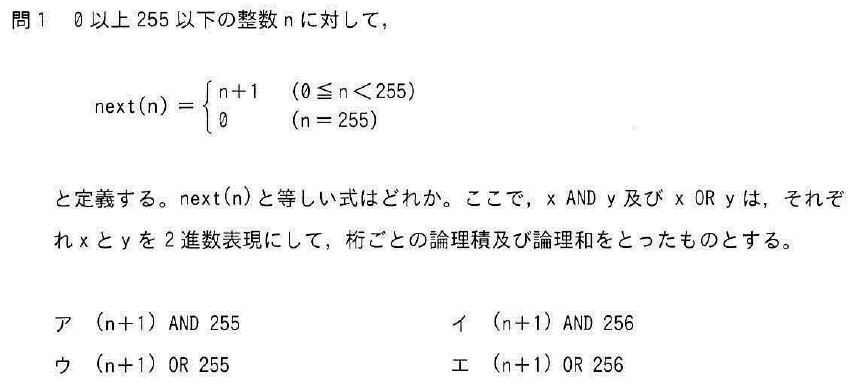 問1 0以上255以下の整数nに対して，
next(n) = { n+1 (0≦n＜255)
0 (n＝255)
と定義する。next(n)と等しい式はどれか。ここで，x AND y 及び x OR y は，それぞ
れxとyを2進数表現にして，桁ごとの論理積及び論理和をとったものとする。
ア (n+1) AND 255 イ (n+1) AND 256
ウ (n+1) OR 255 エ (n+1) OR 256